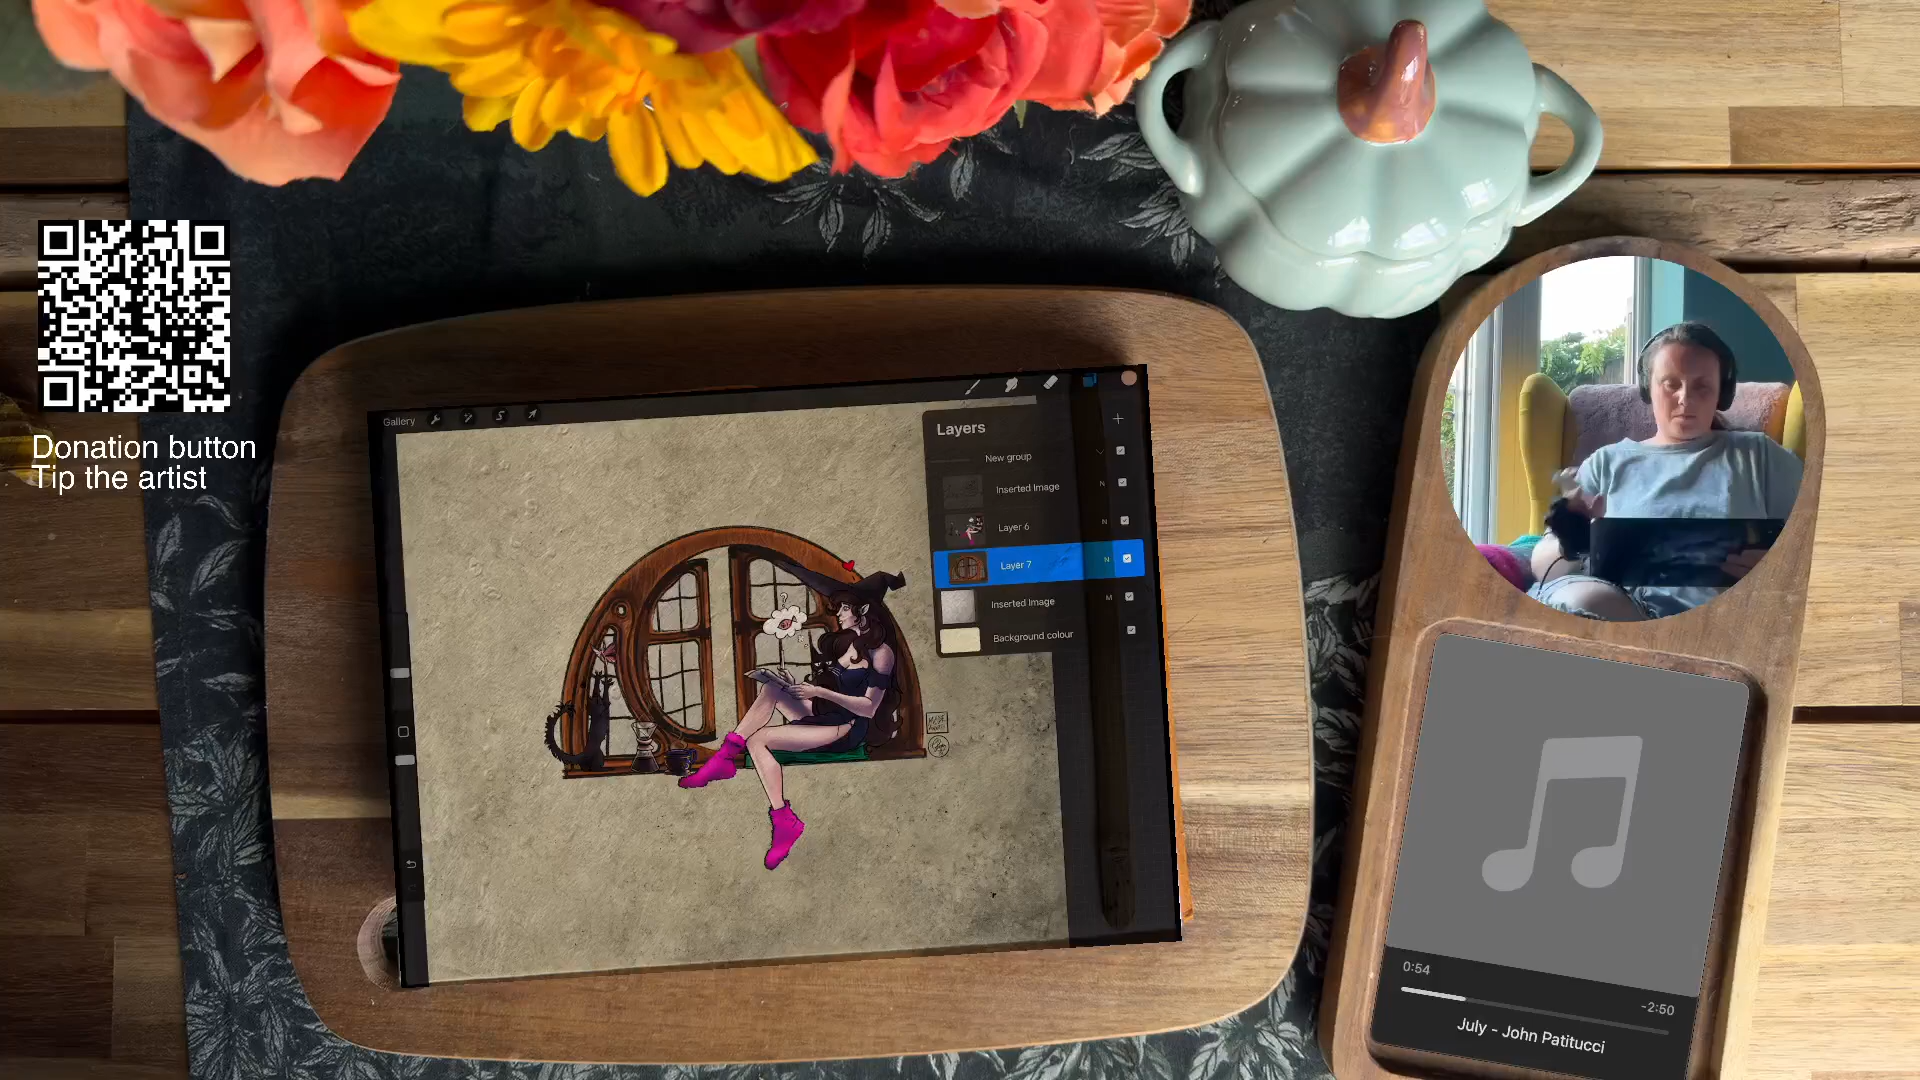 Donation button
Tip the artist
Gallery
Layers
New group
Inserted Image
N
Layer 6
N
Layer 7
N
Inserted Image
M
Background colour
0:54
-2:50
July - John Patitucci